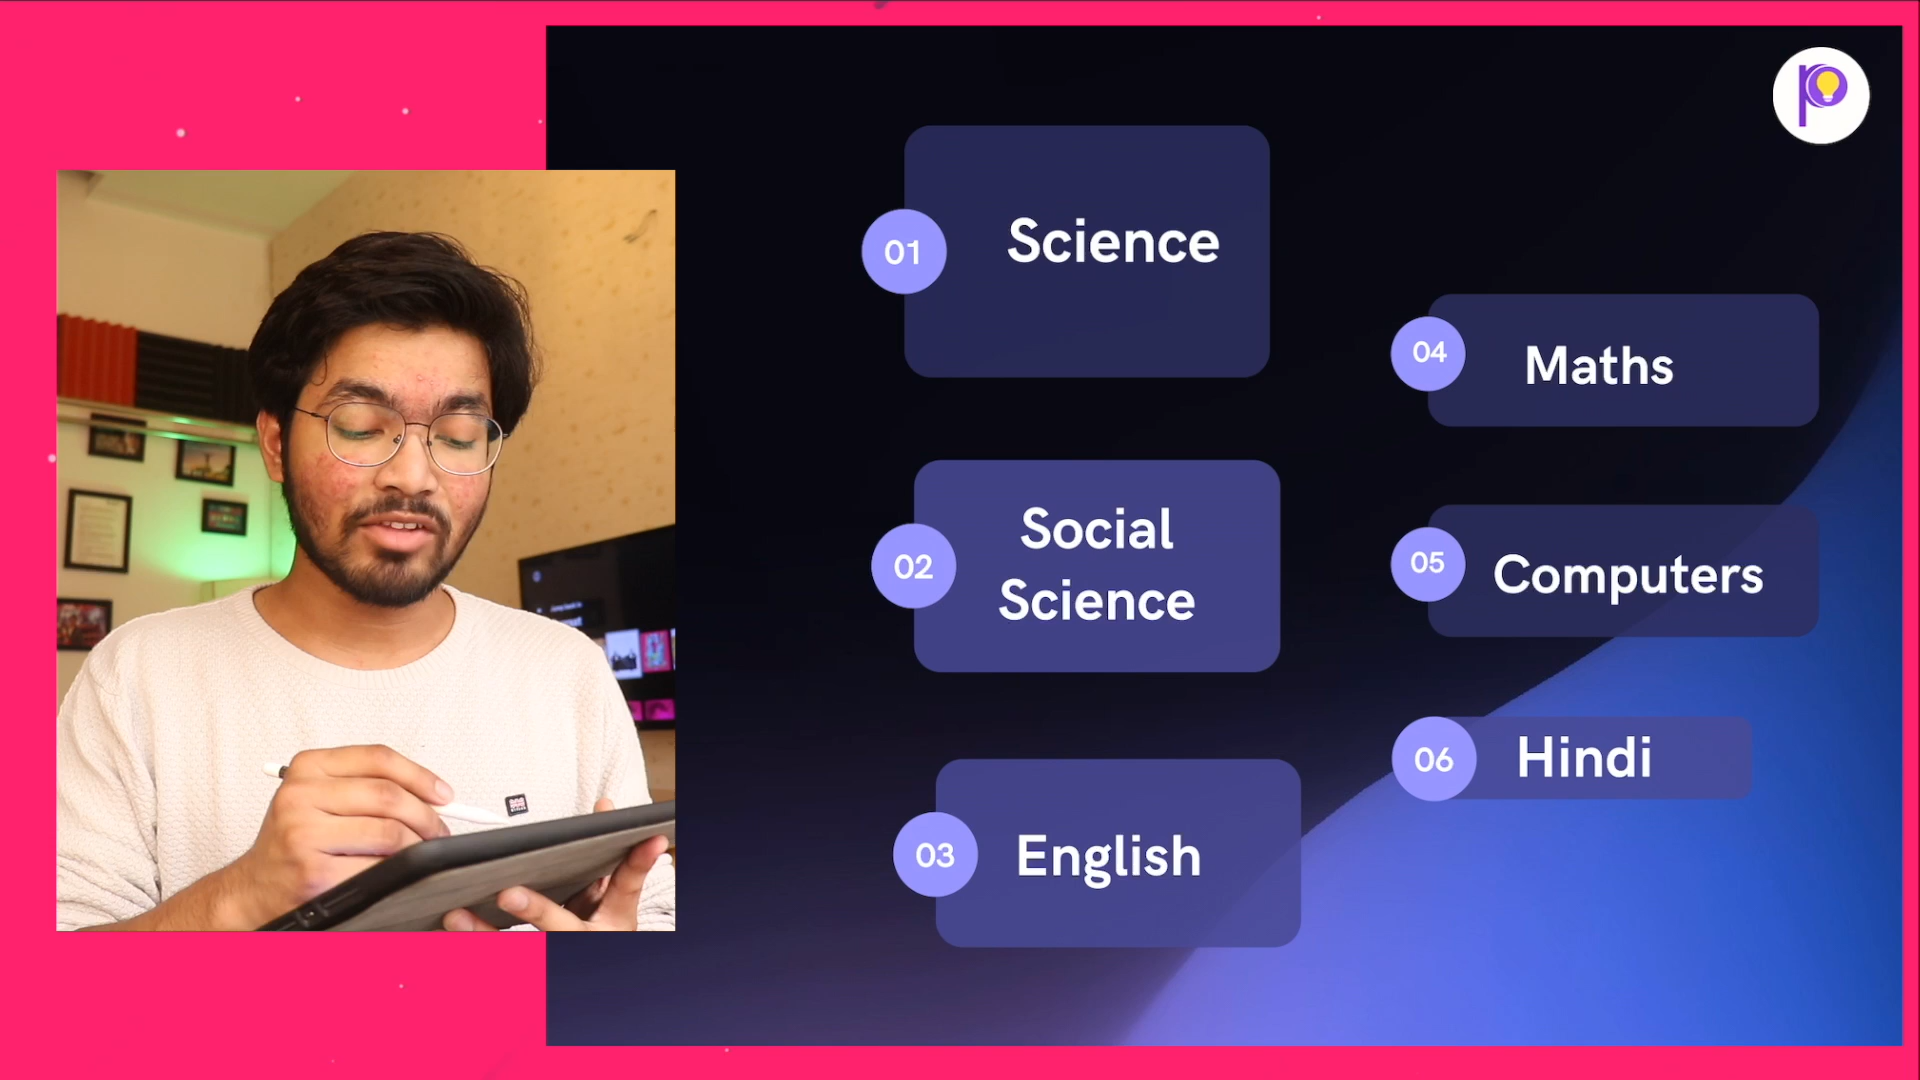 01
Science
02
Social
Science
03
English
04
Maths
05
Computers
06
Hindi